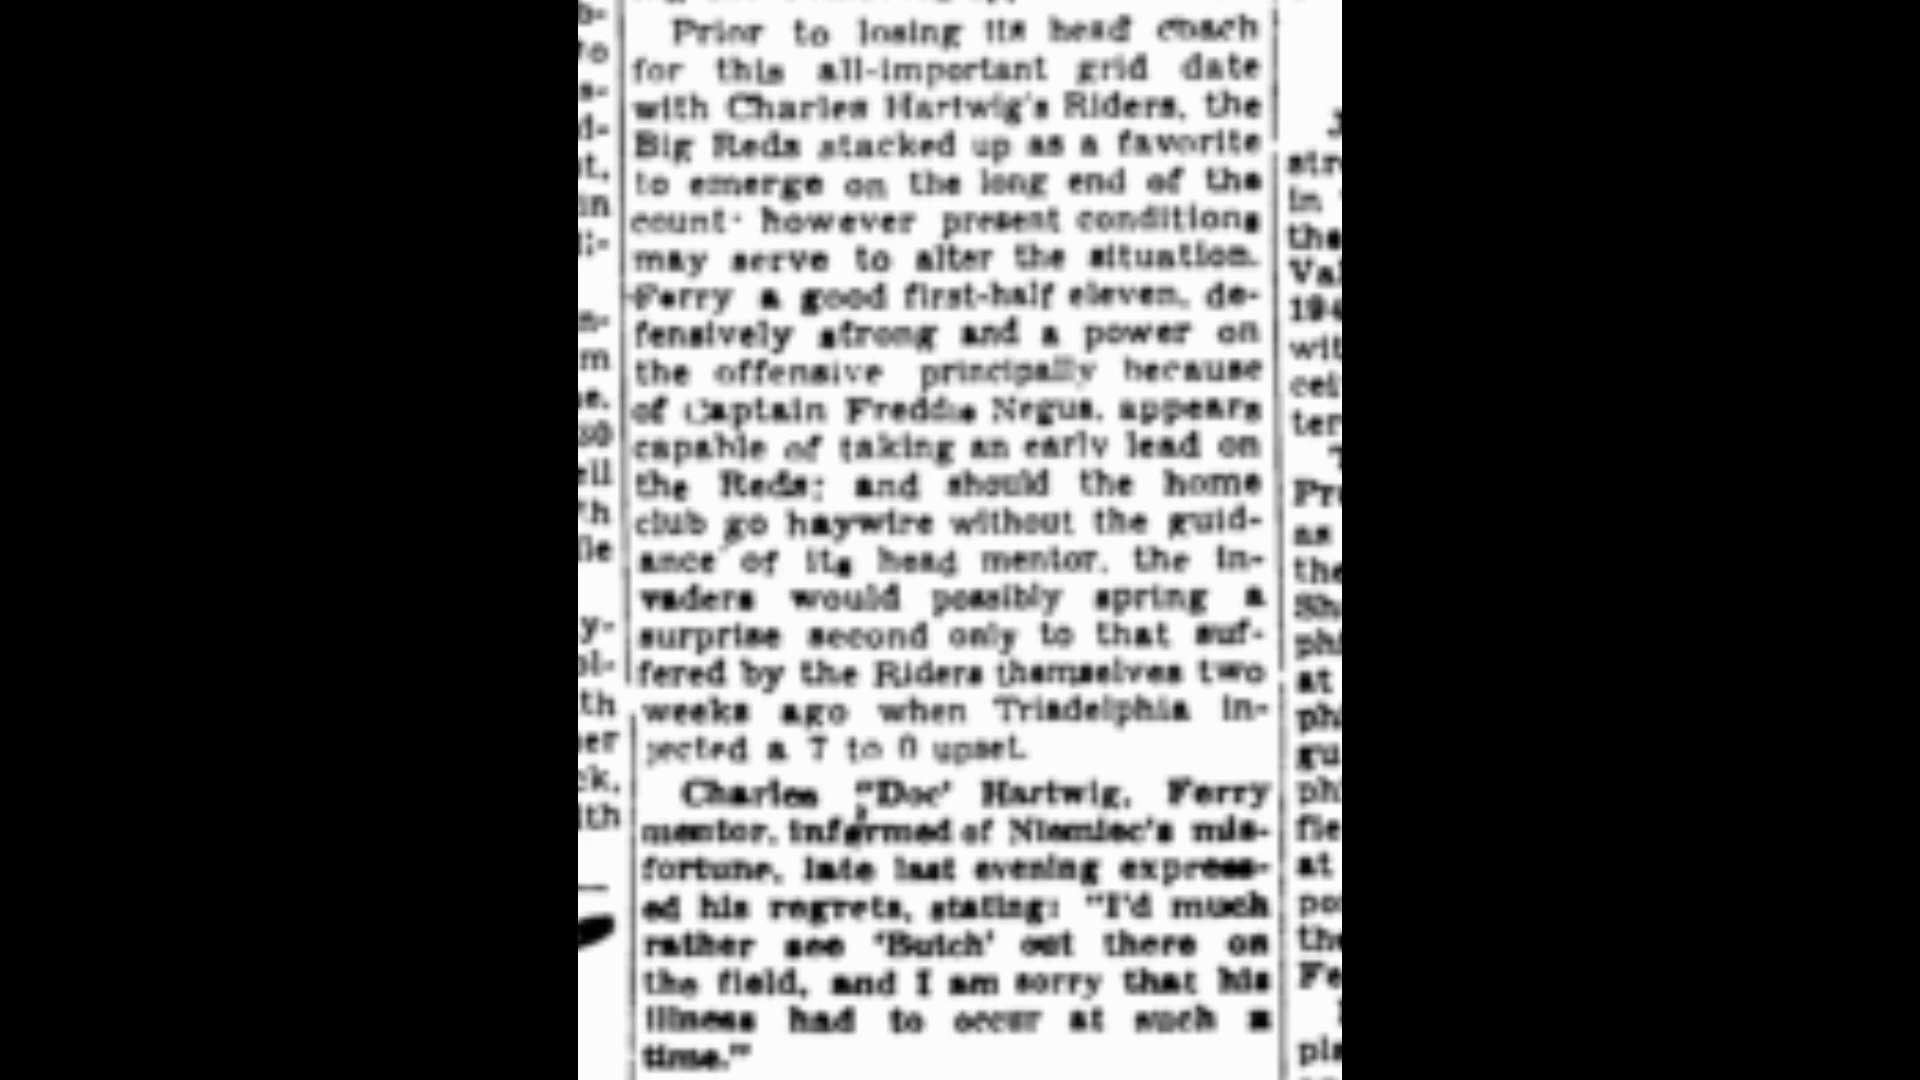 Prior to losing its head coach
for this all-important grid date
with Charles Hartwig's Riders, the
Big Reds stacked up as a favorite
to emerge on the long end of the
count· however present conditions
may serve to alter the situation.
Ferry a good first-half eleven, de-
fensively strong and a power on
the offensive principally because
of Captain Freddie Negus, appears
capable of taking an early lead on
the Reds; and should the home
club go haywire without the guid-
ance of its head mentor, the in-
vaders would possibly spring a
surprise second only to that suf-
fered by the Riders themselves two
weeks ago when Triadelphia in-
jected a 7 to 0 upset.
Charles "Doc' Hartwig, Ferry
mentor, informed of Niemiec's mis-
fortune, late last evening express-
ed his regrets, stating: "I'd much
rather see 'Butch' out there on
the field, and I am sorry that his
illness had to occur at such a
time."